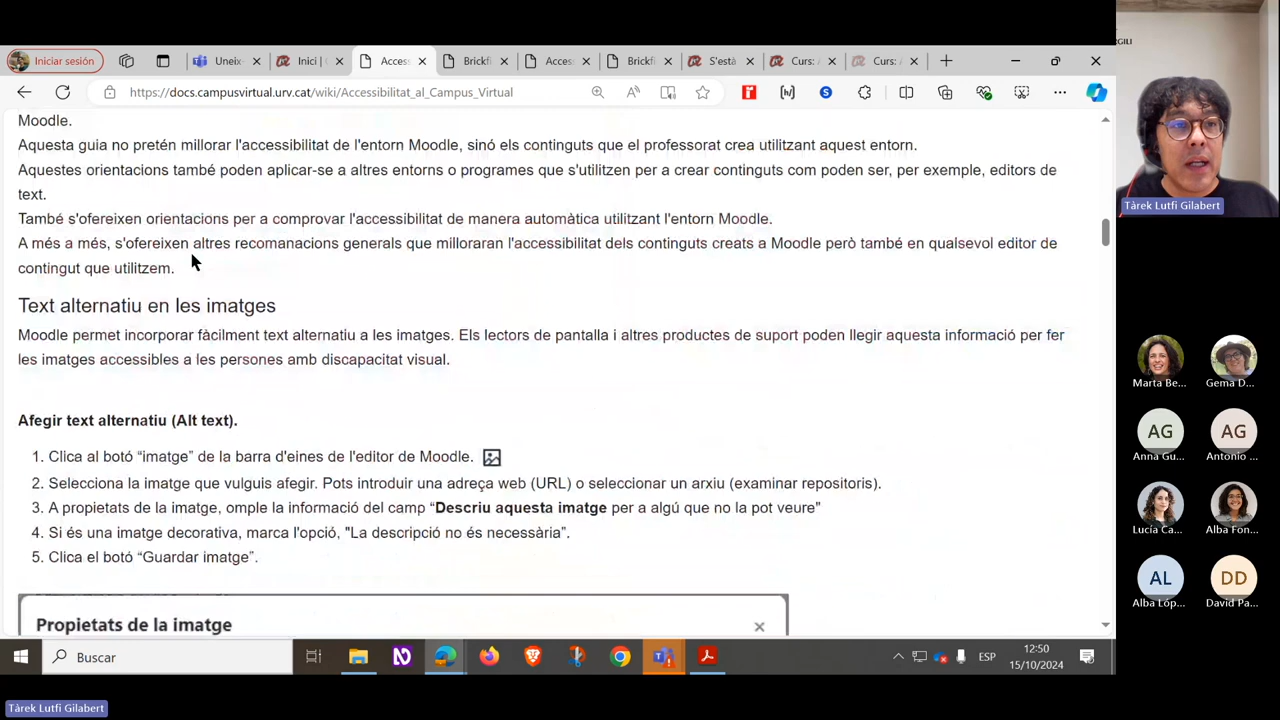 Iniciar sesión
Uneix
Inici | (
Acces
Brickfi
Acces
Brikfi
S'està
Curs: A
Curs: 
https://docs.campusvirtual.urv.cat/wiki/Accessibilitat_al_Campus_Virtual
Moodle.
Aquesta guia no pretén millorar l'accessibilitat de l'entorn Moodle, sinó els continguts que el professorat crea utilitzant aquest entorn.
Aquestes orientacions també poden aplicar-se a altres entorns o programes que s'utilitzen per a crear continguts com poden ser, per exemple, editors de
text.
També s'ofereixen orientacions per a comprovar l'accessibilitat de manera automàtica utilitzant l'entorn Moodle.
A més a més, s'ofereixen altres recomanacions generals que milloraran l'accessibilitat dels continguts creats a Moodle però també en qualsevol editor de
contingut que utilitzem.
Text alternatiu en les imatges
Moodle permet incorporar fàcilment text alternatiu a les imatges. Els lectors de pantalla i altres productes de suport poden llegir aquesta informació per fer
les imatges accessibles a les persones amb discapacitat visual.
Afegir text alternatiu (Alt text).
1. Clica al botó “imatge” de la barra d'eines de l'editor de Moodle.
2. Selecciona la imatge que vulguis afegir. Pots introduir una adreça web (URL) o seleccionar un arxiu (examinar repositoris).
3. A propietats de la imatge, omple la informació del camp “Descriu aquesta imatge per a algú que no la pot veure”
4. Si és una imatge decorativa, marca l'opció, "La descripció no és necessària”.
5. Clica el botó “Guardar imatge”.
Propietats de la imatge
Buscar
ESP
12:50
15/10/2024
Tàrek Lutfi Gilabert
Marta Be...
Gema D...
AG
AG
Anna Gu...
Antonio ...
Lucía Ca...
Alba Fon...
AL
DD
Alba Lóp...
David Pa...
Tàrek Lutfi Gilabert